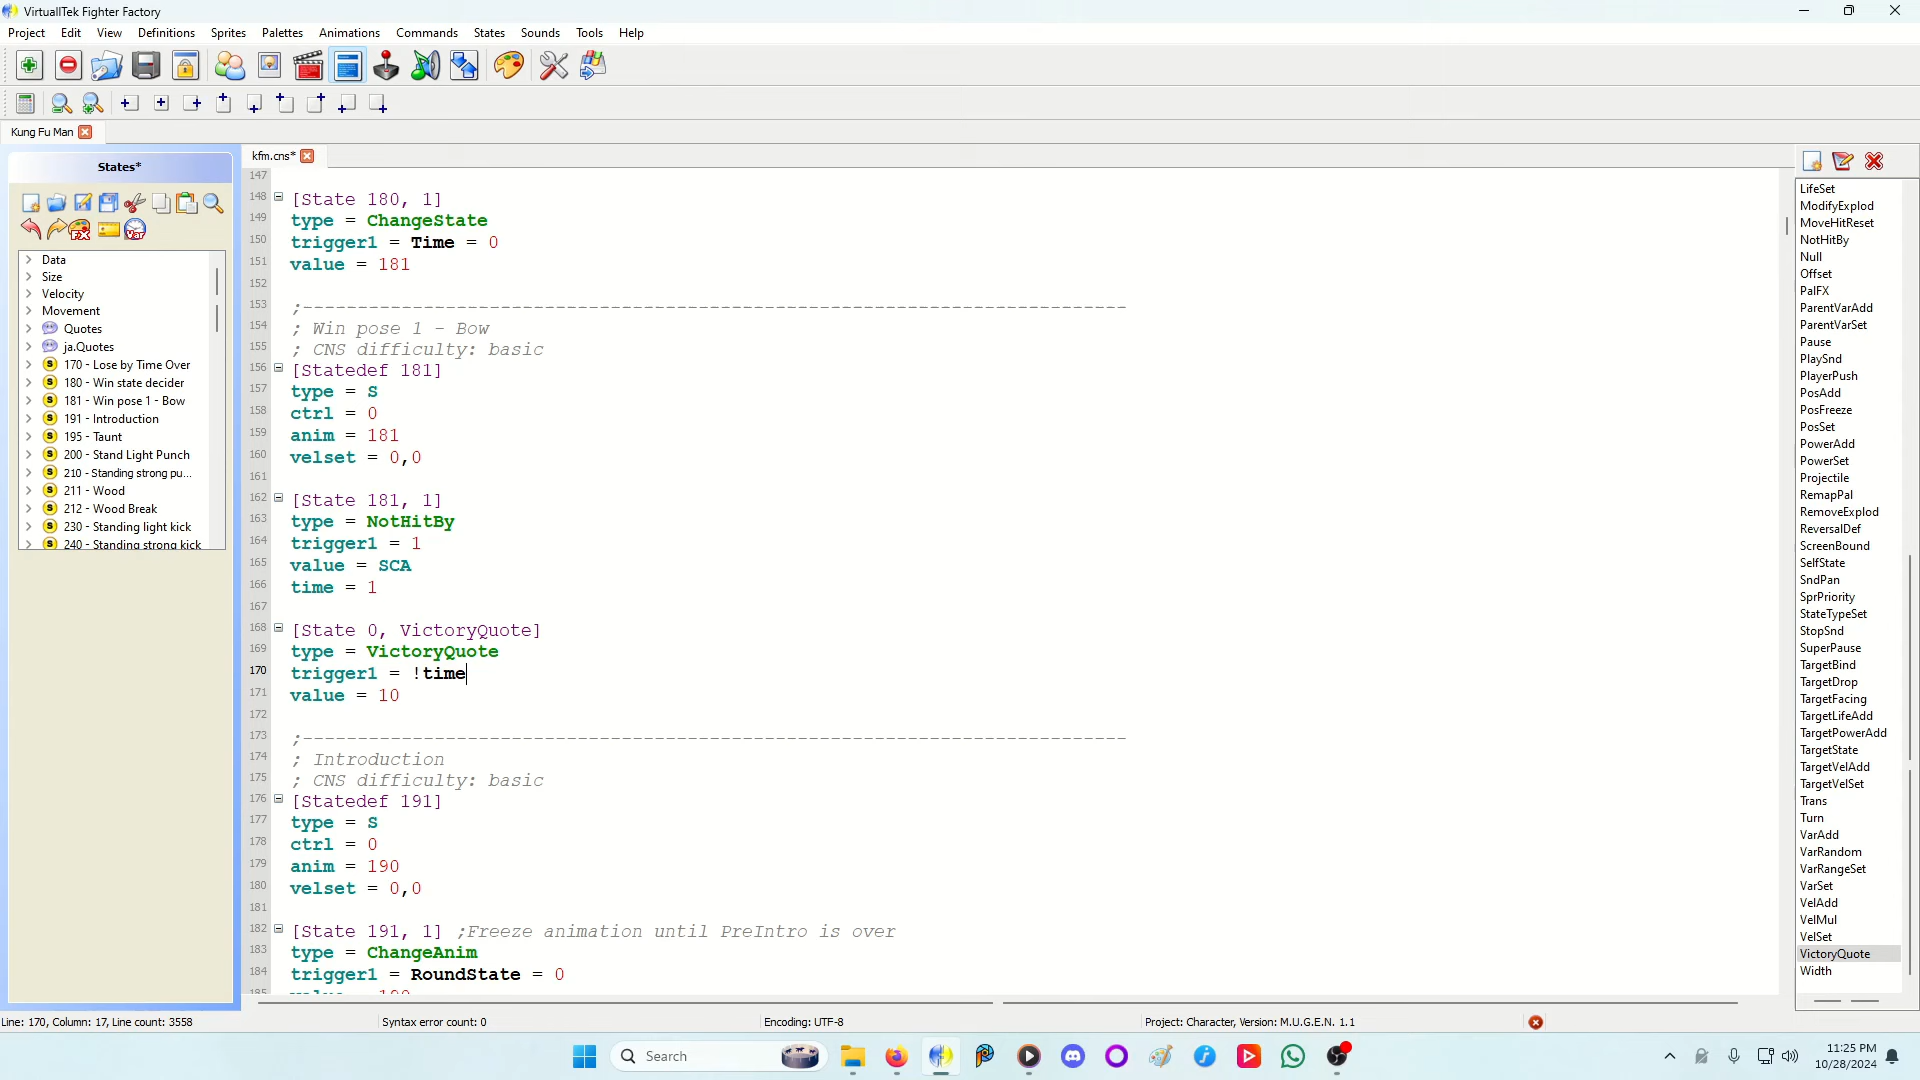 VirtuallTek Fighter Factory
Project Edit View Definitions Sprites Palettes Animations Commands States Sounds Tools Help
Kung Fu Man
States*
FX
Var
Data
Size
Velocity
Movement
Quotes
ja.Quotes
S 170 - Lose by Time Over
S 180 - Win state decider
S 181 - Win pose 1 - Bow
S 191 - Introduction
S 195 - Taunt
S 200 - Stand Light Punch
S 210 - Standing strong pu...
S 211 - Wood
S 212 - Wood Break
S 230 - Standing light kick
S 240 - Standing strong kick
kfm.cns*
147
148 [State 180, 1]
149 type = ChangeState
150 trigger1 = Time = 0
151 value = 181
152
153 ;---------------------------------------------------------------------------
154 ; Win pose 1 - Bow
155 ; CNS difficulty: basic
156 [Statedef 181]
157 type = S
158 ctrl = 0
159 anim = 181
160 velset = 0,0
161
162 [State 181, 1]
163 type = NotHitBy
164 trigger1 = 1
165 value = SCA
166 time = 1
167
168 [State 0, VictoryQuote]
169 type = VictoryQuote
170 trigger1 = !time
171 value = 10
172
173 ;---------------------------------------------------------------------------
174 ; Introduction
175 ; CNS difficulty: basic
176 [Statedef 191]
177 type = S
178 ctrl = 0
179 anim = 190
180 velset = 0,0
181
182 [State 191, 1] ;Freeze animation until PreIntro is over
183 type = ChangeAnim
184 trigger1 = RoundState = 0
185 value = 190
LifeSet
ModifyExplod
MoveHitReset
NotHitBy
Null
Offset
PalFX
ParentVarAdd
ParentVarSet
Pause
PlaySnd
PlayerPush
PosAdd
PosFreeze
PosSet
PowerAdd
PowerSet
Projectile
RemapPal
RemoveExplod
ReversalDef
ScreenBound
SelfState
SndPan
SprPriority
StateTypeSet
StopSnd
SuperPause
TargetBind
TargetDrop
TargetFacing
TargetLifeAdd
TargetPowerAdd
TargetState
TargetVelAdd
TargetVelSet
Trans
Turn
VarAdd
VarRandom
VarRangeSet
VarSet
VelAdd
VelMul
VelSet
VictoryQuote
Width
Line: 170, Column: 17, Line count: 3558
Syntax error count: 0
Encoding: UTF-8
Project: Character, Version: M.U.G.E.N. 1.1
Search
11:25 PM
10/28/2024